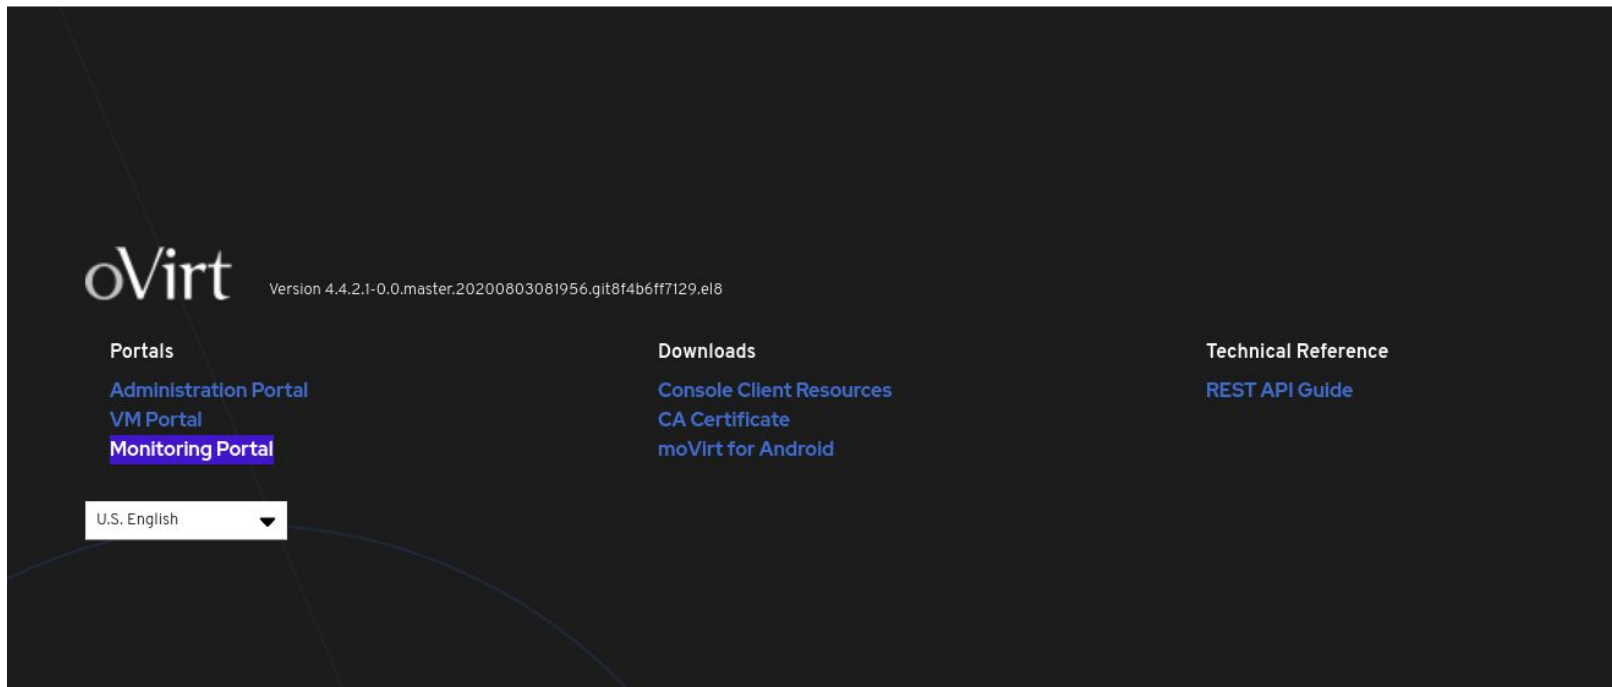 oVirt
Version 4.4.2.1-0.0.master.20200803081956.git8f4b6ff7129.el8
Portals
Administration Portal
VM Portal
Monitoring Portal
Downloads
Console Client Resources
CA Certificate
moVirt for Android
Technical Reference
REST API Guide
U.S. English